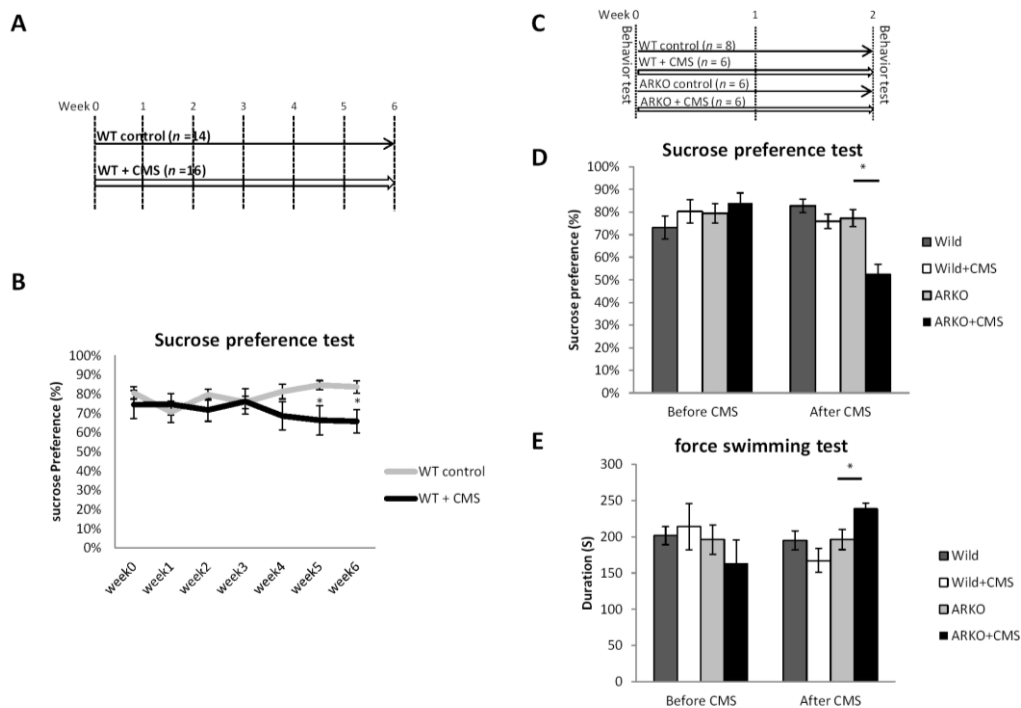 A
Week 0 1 2 3 4 5 6
WT control (n =14)
WT + CMS (n =16)
B
Sucrose preference test
sucrose Preference (%)
100%
90%
80%
70%
60%
50%
40%
30%
20%
10%
0%
* *
week0 week1 week2 week3 week4 week5 week6
WT control
WT + CMS
C
Week 0 1 2
Behavior test
WT control (n = 8)
WT + CMS (n = 6)
ARKO control (n = 6)
ARKO + CMS (n = 6)
Behavior test
D
Sucrose preference test
Sucrose preference (%)
100%
90%
80%
70%
60%
50%
40%
30%
20%
10%
0%
*
Before CMS After CMS
Wild
Wild+CMS
ARKO
ARKO+CMS
E
force swimming test
Duration (S)
300
250
200
150
100
50
0
*
Before CMS After CMS
Wild
Wild+CMS
ARKO
ARKO+CMS